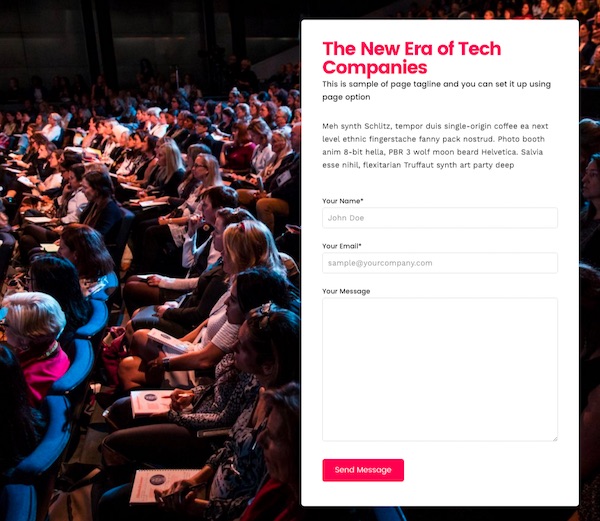 The New Era of Tech
Companies
This is sample of page tagline and you can set it up using
page option
Meh synth Schlitz, tempor duis single-origin coffee ea next
level ethnic fingerstache fanny pack nostrud. Photo booth
anim 8-bit hella, PBR 3 wolf moon beard Helvetica. Salvia
esse nihil, flexitarian Truffaut synth art party deep
Your Name*
John Doe
Your Email*
sample@yourcompany.com
Your Message
Send Message